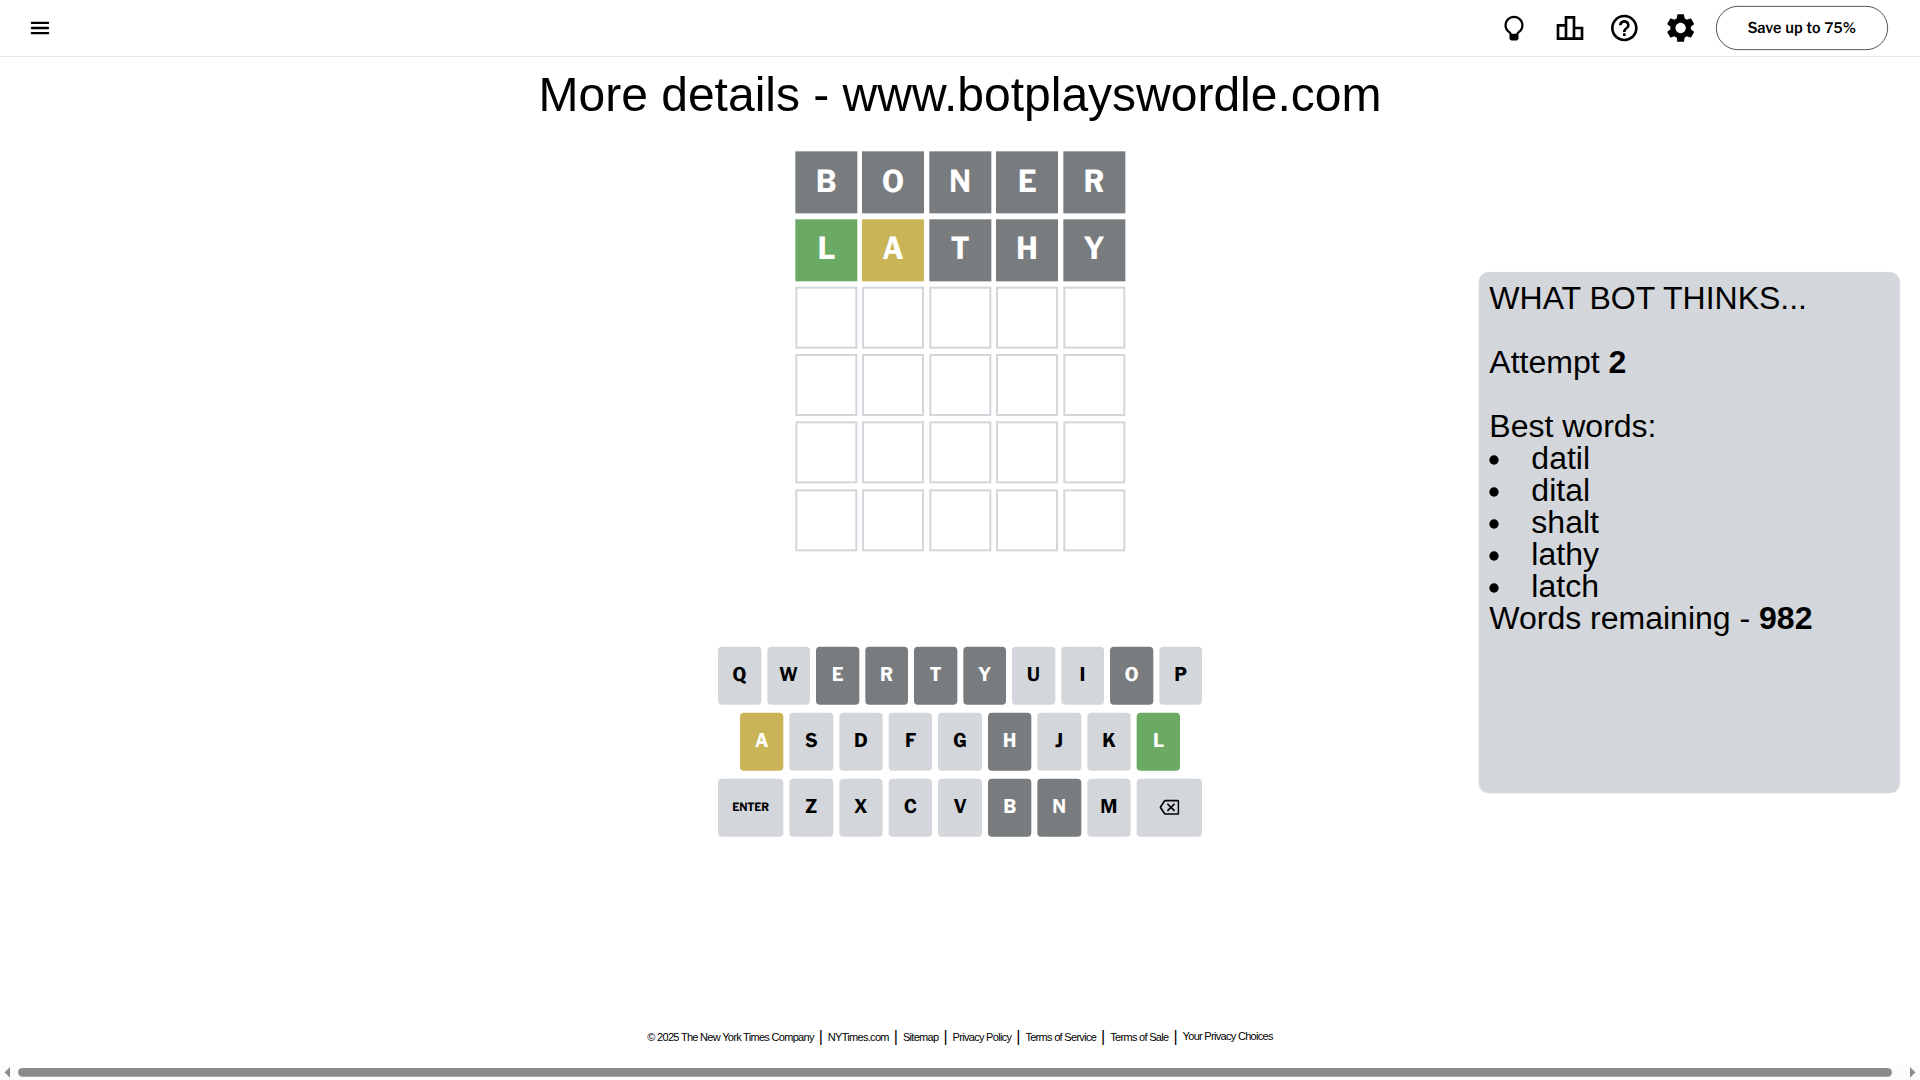 Save up to 75%
More details - www.botplayswordle.com
B O N E R
L A T H Y
WHAT BOT THINKS...
Attempt 2
Best words:
• datil
• dital
• shalt
• lathy
• latch
Words remaining - 982
Q W E R T Y U I O P
A S D F G H J K L
ENTER Z X C V B N M
© 2025 The New York Times Company | NYTimes.com | Sitemap | Privacy Policy | Terms of Service | Terms of Sale | Your Privacy Choices